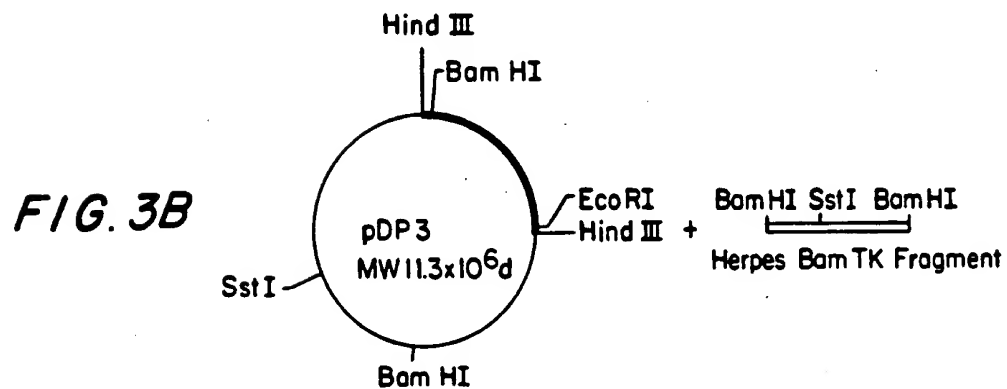 Hind III
Bam HI
FIG. 3B
EcoRI
Hind III +
BamHI SstI BamHI
pDP3
MW 11.3x10⁶d
Herpes Bam TK Fragment
SstI
Bam HI